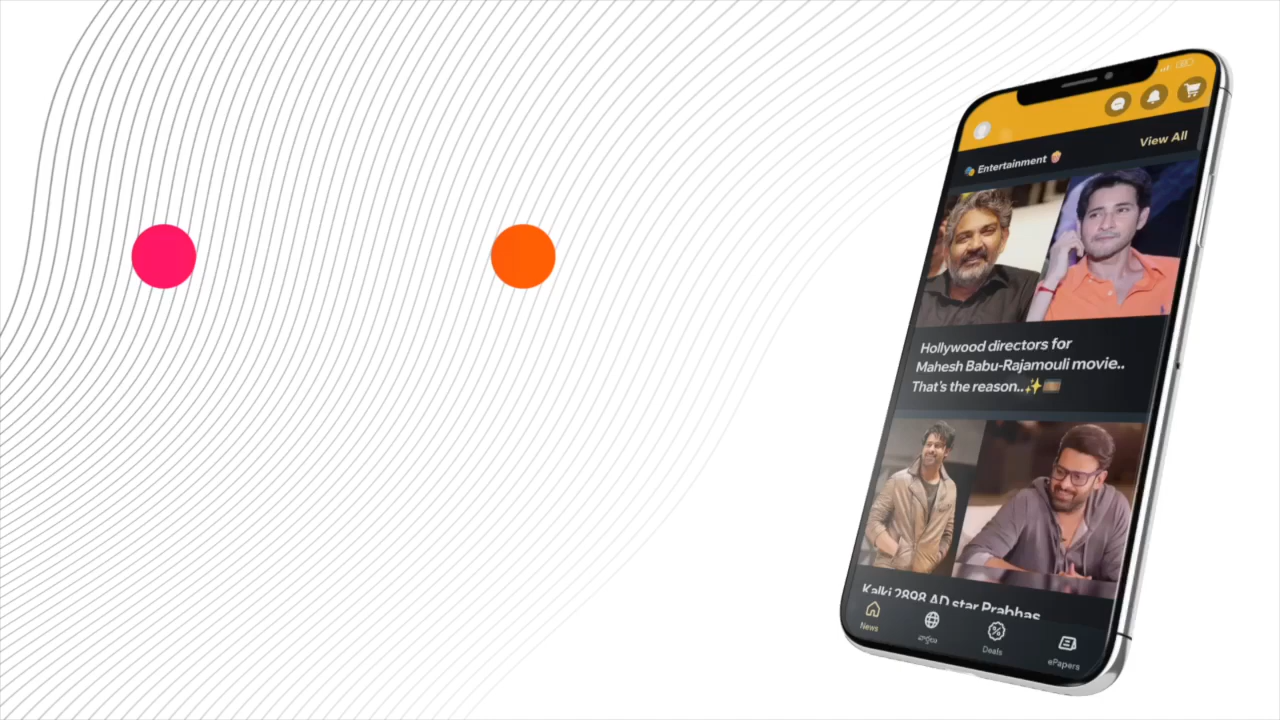 View All
🎭 Entertainment 🍿
Hollywood directors for
Mahesh Babu-Rajamouli movie..
That's the reason..✨🎞️
Kalki 2898 AD star Prabhas
News
Deals
ePapers